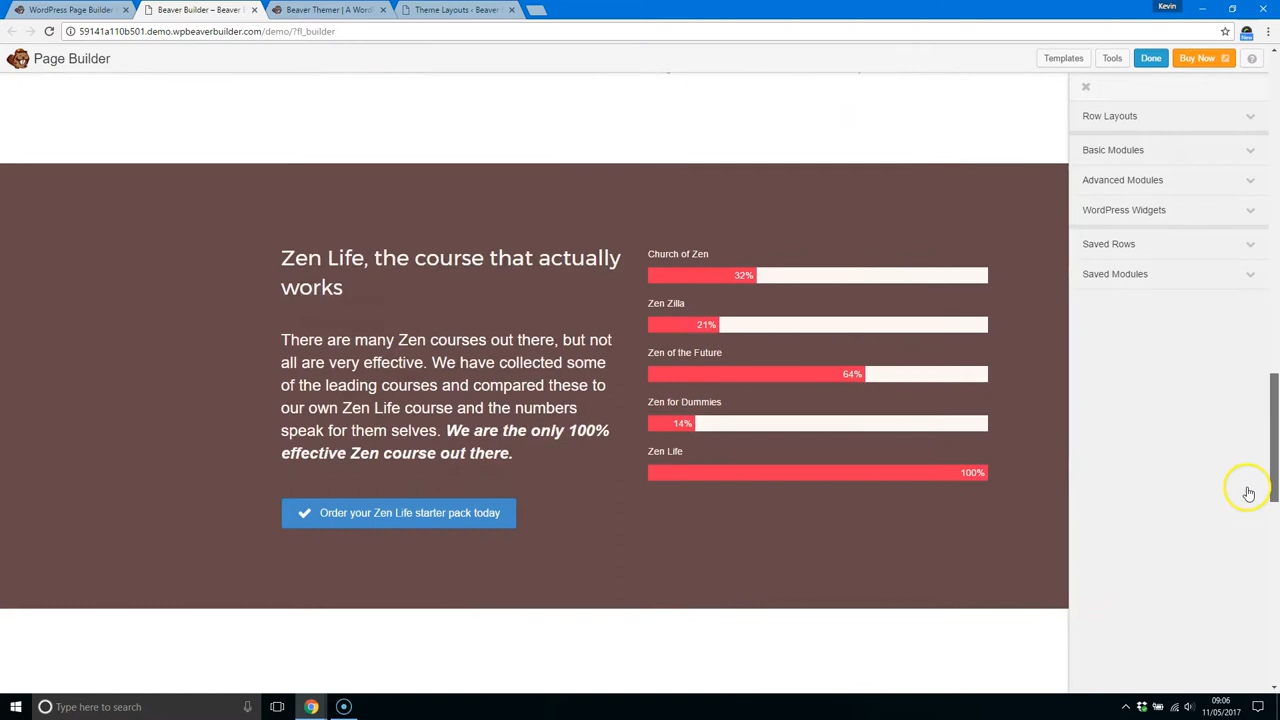 WordPress Page Builder
Beaver Builder – Beaver
Beaver Themer | A WordP
Theme Layouts - Beaver
Kevin
59141a110b501.demo.wpbeaverbuilder.com/demo/?fl_builder
Page Builder
Templates
Tools
Done
Buy Now
Row Layouts
Basic Modules
Advanced Modules
WordPress Widgets
Saved Rows
Saved Modules
Zen Life, the course that actually
works
There are many Zen courses out there, but not
all are very effective. We have collected some
of the leading courses and compared these to
our own Zen Life course and the numbers
speak for them selves. We are the only 100%
effective Zen course out there.
Order your Zen Life starter pack today
Church of Zen
32%
Zen Zilla
21%
Zen of the Future
64%
Zen for Dummies
14%
Zen Life
100%
Type here to search
09:06
11/05/2017